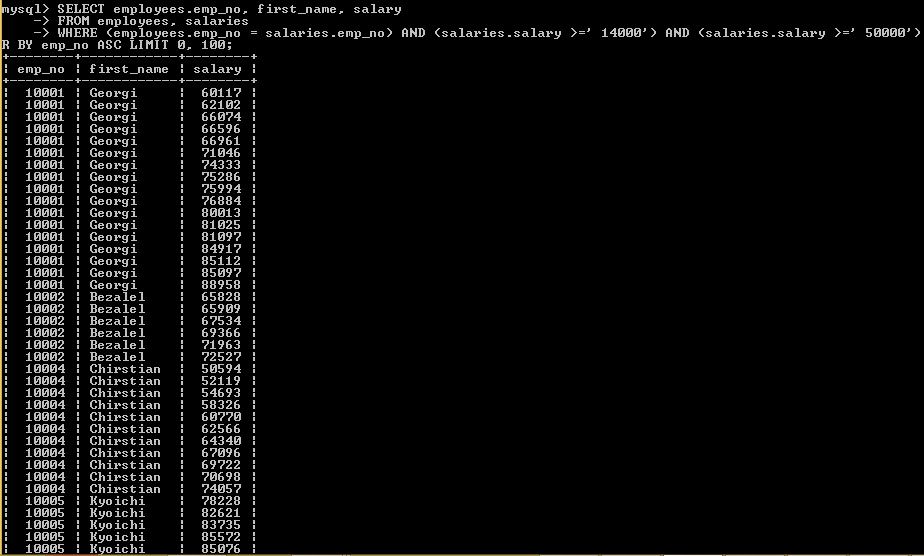 mysql> SELECT employees.emp_no, first_name, salary
-> FROM employees, salaries
-> WHERE (employees.emp_no = salaries.emp_no) AND (salaries.salary >=' 14000') AND (salaries.salary >=' 50000')
R BY emp_no ASC LIMIT 0, 100;
+--------+------------+--------+
| emp_no | first_name | salary |
+--------+------------+--------+
| 10001 | Georgi | 60117 |
| 10001 | Georgi | 62102 |
| 10001 | Georgi | 66074 |
| 10001 | Georgi | 66596 |
| 10001 | Georgi | 66961 |
| 10001 | Georgi | 71046 |
| 10001 | Georgi | 74333 |
| 10001 | Georgi | 75286 |
| 10001 | Georgi | 75994 |
| 10001 | Georgi | 76884 |
| 10001 | Georgi | 80013 |
| 10001 | Georgi | 81025 |
| 10001 | Georgi | 81097 |
| 10001 | Georgi | 84917 |
| 10001 | Georgi | 85112 |
| 10001 | Georgi | 85097 |
| 10001 | Georgi | 88958 |
| 10002 | Bezalel | 65828 |
| 10002 | Bezalel | 65909 |
| 10002 | Bezalel | 67534 |
| 10002 | Bezalel | 69366 |
| 10002 | Bezalel | 71963 |
| 10002 | Bezalel | 72527 |
| 10004 | Chirstian | 50594 |
| 10004 | Chirstian | 52119 |
| 10004 | Chirstian | 54693 |
| 10004 | Chirstian | 58326 |
| 10004 | Chirstian | 60770 |
| 10004 | Chirstian | 62566 |
| 10004 | Chirstian | 64340 |
| 10004 | Chirstian | 67096 |
| 10004 | Chirstian | 69722 |
| 10004 | Chirstian | 70698 |
| 10004 | Chirstian | 74057 |
| 10005 | Kyoichi | 78228 |
| 10005 | Kyoichi | 82621 |
| 10005 | Kyoichi | 83735 |
| 10005 | Kyoichi | 85572 |
| 10005 | Kyoichi | 85076 |